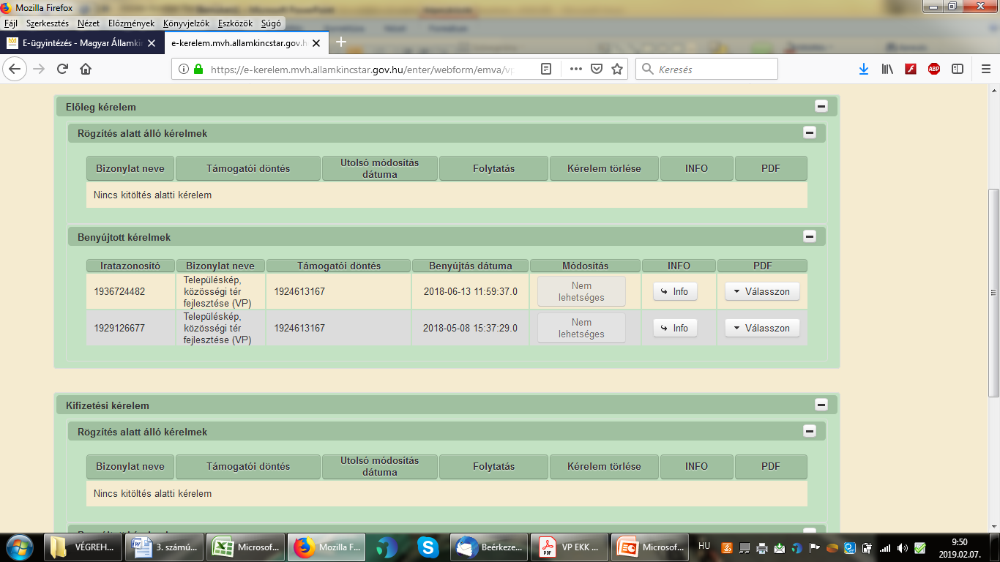 Mozilla Firefox
Fájl Szerkesztés Nézet Előzmények Könyvjelzők Eszközök Súgó
E-ügyintézés - Magyar Államkin
e-kerelem.mvh.allamkincstar.gov.h
https://e-kerelem.mvh.allamkincstar.gov.hu/enter/webform/emva/vp
Keresés
ABP
Előleg kérelem
Rögzítés alatt álló kérelmek
Bizonylat neve Támogatói döntés Utolsó módosítás dátuma Folytatás Kérelem törlése INFO PDF
Nincs kitöltés alatti kérelem
Benyújtott kérelmek
Iratazonosító Bizonylat neve Támogatói döntés Benyújtás dátuma Módosítás INFO PDF
1936724482 Településkép, közösségi tér fejlesztése (VP) 1924613167 2018-06-13 11:59:37.0 Nem lehetséges Info Válasszon
1929126677 Településkép, közösségi tér fejlesztése (VP) 1924613167 2018-05-08 15:37:29.0 Nem lehetséges Info Válasszon
Kifizetési kérelem
Rögzítés alatt álló kérelmek
Bizonylat neve Támogatói döntés Utolsó módosítás dátuma Folytatás Kérelem törlése INFO PDF
Nincs kitöltés alatti kérelem
VÉGREH... 3. számú... Microsof... Mozilla F... Beérkeze... VP EKK ... Microsof... HU 9:50
2019.02.07.